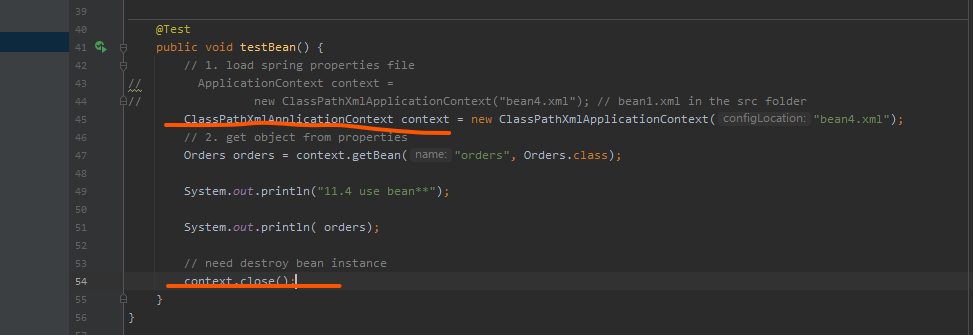 39
40 @Test
41 public void testBean() {
42 // 1. load spring properties file
43 // ApplicationContext context =
44 // new ClassPathXmlApplicationContext("bean4.xml"); // bean1.xml in the src folder
45 ClassPathXmlApplicationContext context = new ClassPathXmlApplicationContext( configLocation: "bean4.xml");
46 // 2. get object from properties
47 Orders orders = context.getBean( name: "orders", Orders.class);
48
49 System.out.println("11.4 use bean**");
50
51 System.out.println( orders);
52
53 // need destroy bean instance
54 context.close();
55 }
56 }